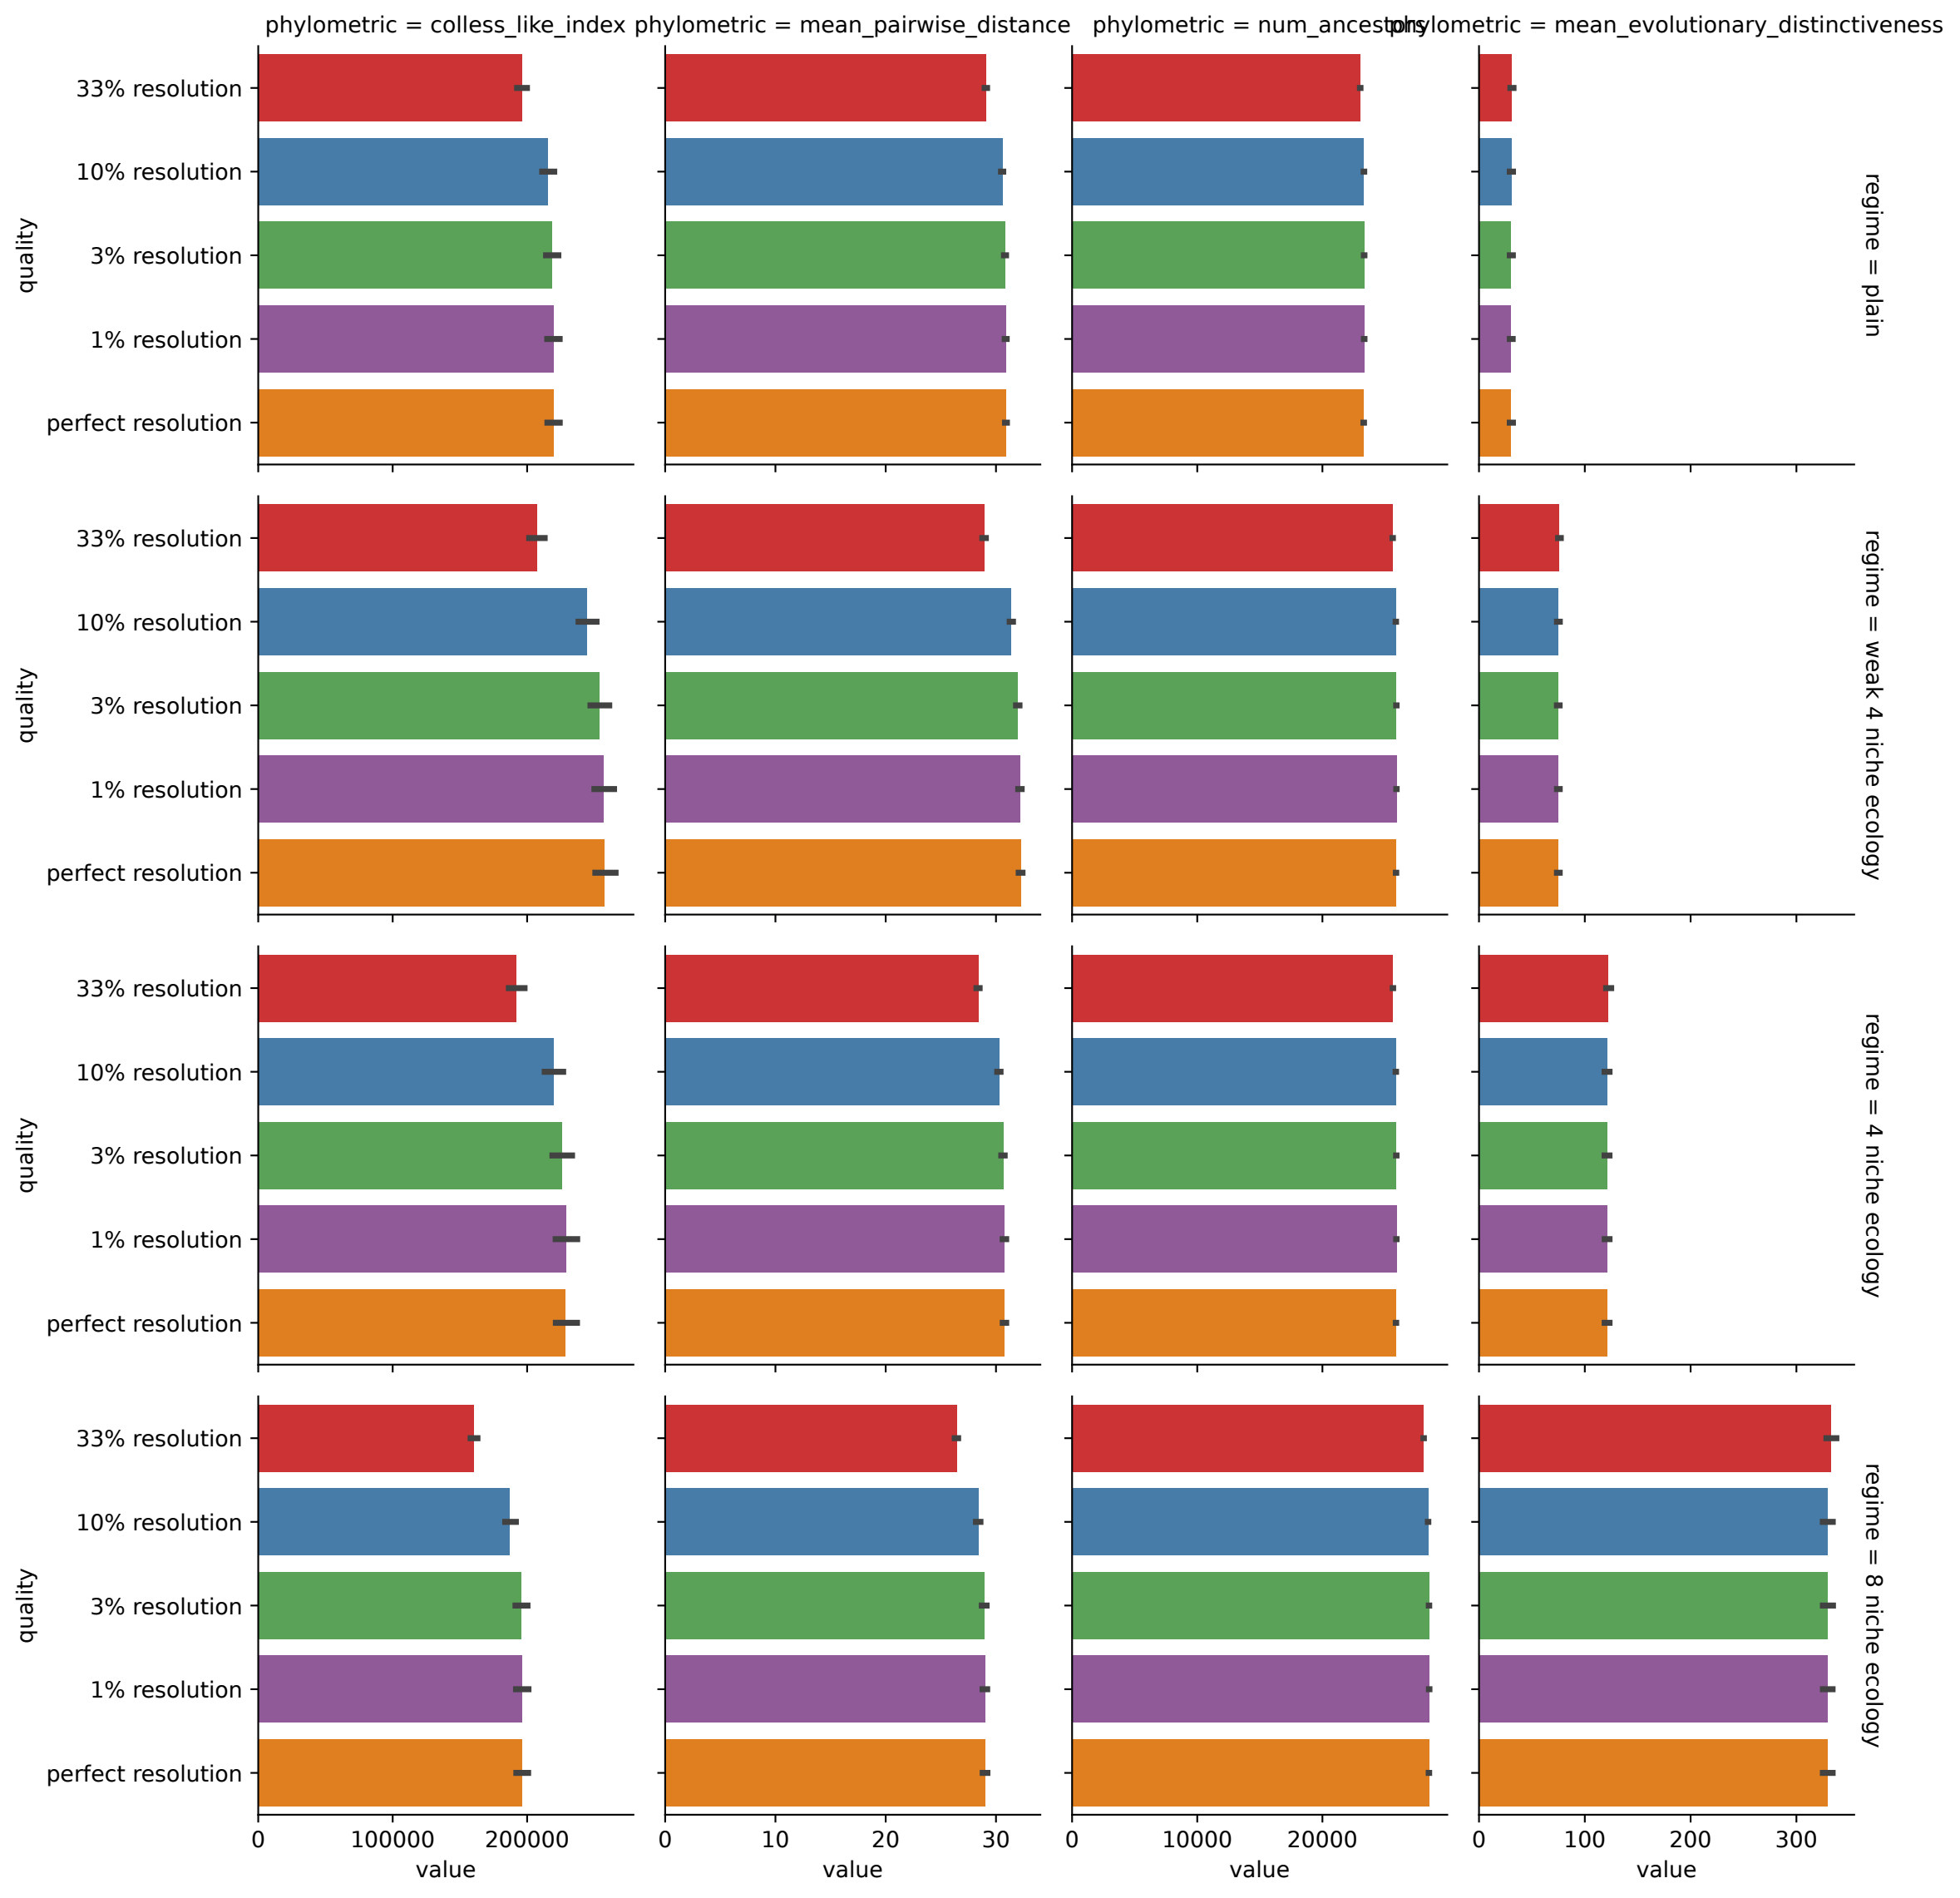 phylometric = colless_like_index
phylometric = mean_pairwise_distance
phylometric = num_ancestors
phylometric = mean_evolutionary_distinctiveness
quality
33% resolution
10% resolution
3% resolution
1% resolution
perfect resolution
regime = plain
quality
33% resolution
10% resolution
3% resolution
1% resolution
perfect resolution
regime = weak 4 niche ecology
quality
33% resolution
10% resolution
3% resolution
1% resolution
perfect resolution
regime = 4 niche ecology
quality
33% resolution
10% resolution
3% resolution
1% resolution
perfect resolution
regime = 8 niche ecology
0 100000 200000
0 10 20 30
0 10000 20000
0 100 200 300
value
value
value
value